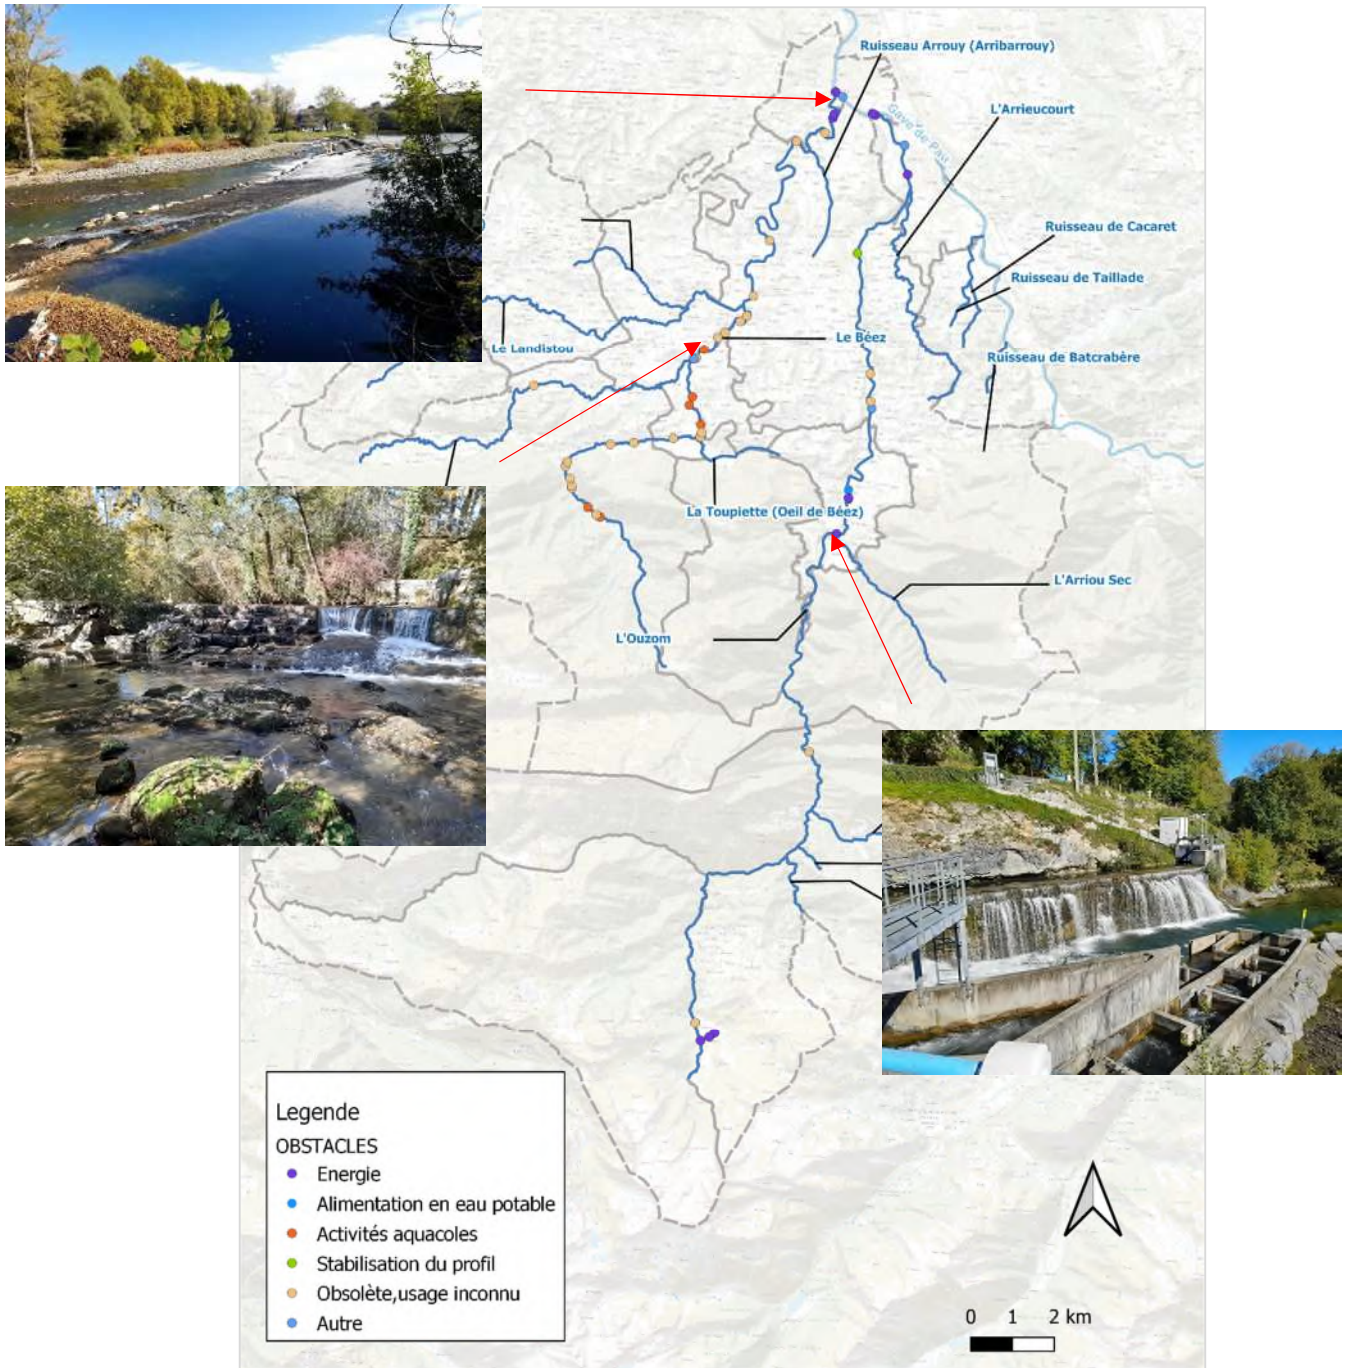 Ruisseau Arrouy (Arribarrouy)
L'Arrieucourt
Gave de Pau
Ruisseau de Cacaret
Ruisseau de Taillade
Le Béez
Le Landistou
Ruisseau de Batcrabère
La Toupiette (Oeil de Béez)
L'Arriou Sec
L'Ouzom
Legende
OBSTACLES
Energie
Alimentation en eau potable
Activités aquacoles
Stabilisation du profil
Obsolète,usage inconnu
Autre
0 1 2 km